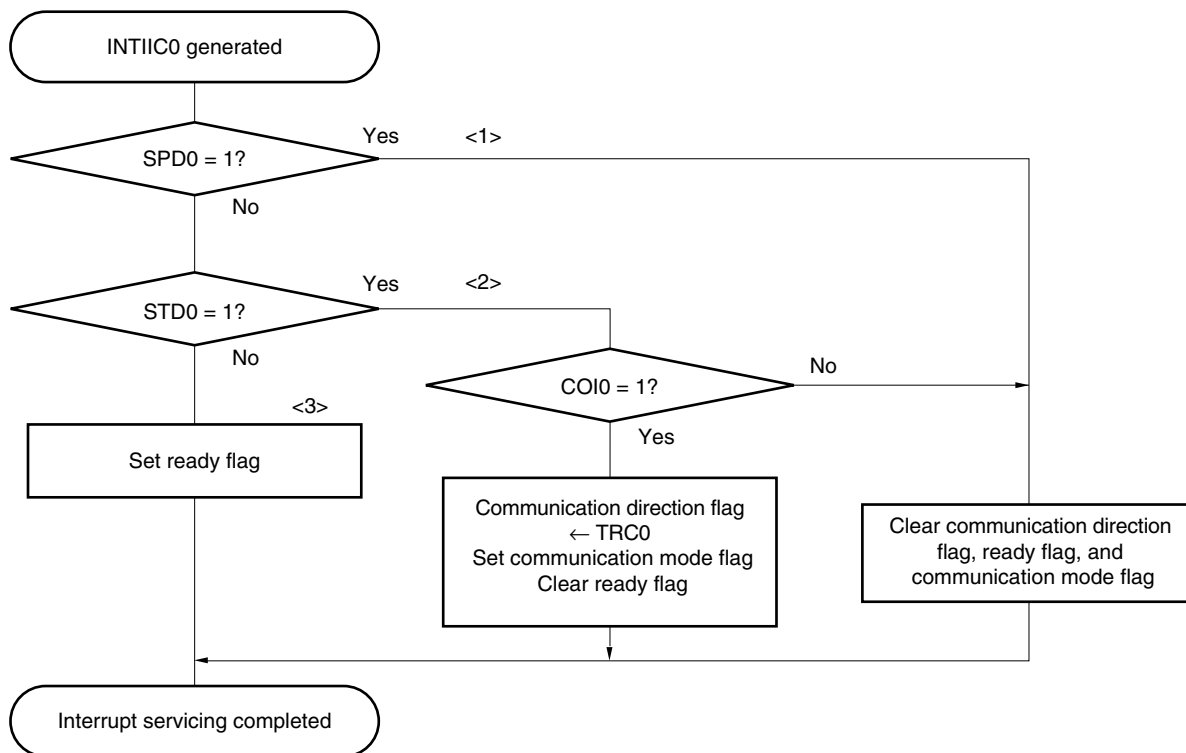 INTIIC0 generated
Yes
<1>
SPD0 = 1?
No
Yes
<2>
STD0 = 1?
No
COI0 = 1?
No
<3>
Yes
Set ready flag
Communication direction flag
← TRC0
Set communication mode flag
Clear ready flag
Clear communication direction
flag, ready flag, and
communication mode flag
Interrupt servicing completed